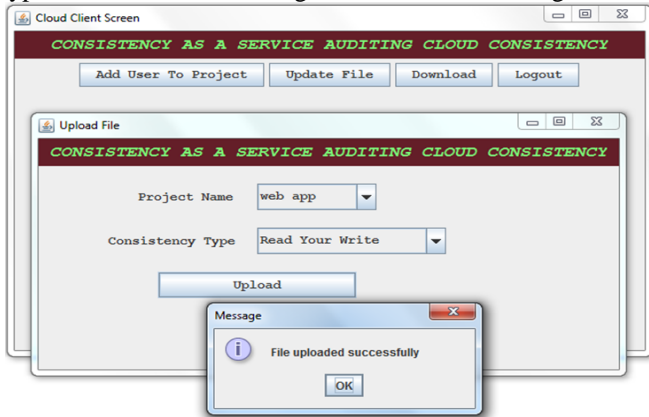 Cloud Client Screen
CONSISTENCY AS A SERVICE AUDITING CLOUD CONSISTENCY
Add User To Project Update File Download Logout
Upload File
CONSISTENCY AS A SERVICE AUDITING CLOUD CONSISTENCY
Project Name web app
Consistency Type Read Your Write
Upload
Message
File uploaded successfully
OK